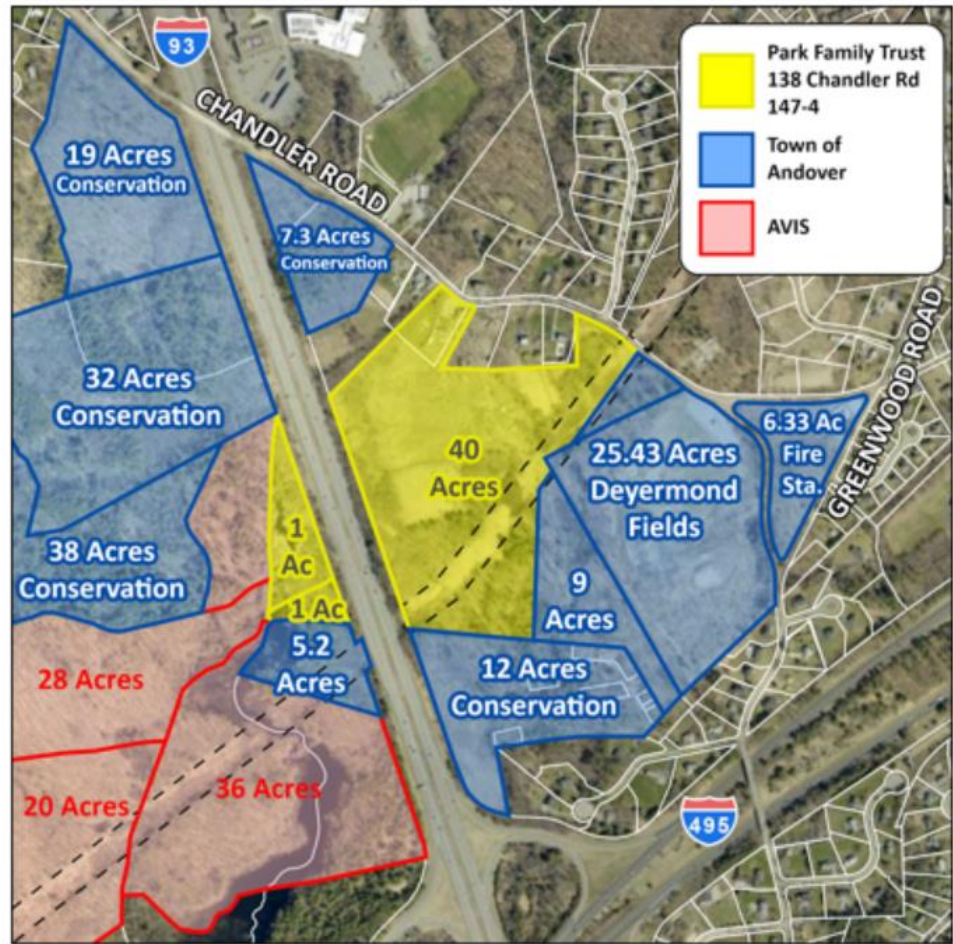 93
CHANDLER ROAD
Park Family Trust
138 Chandler Rd
147-4
Town of
Andover
AVIS
19 Acres
Conservation
7.3 Acres
Conservation
32 Acres
Conservation
40
Acres
25.43 Acres
Deyermond
Fields
6.33 Ac
Fire
Sta.
GREENWOOD ROAD
38 Acres
Conservation
1
Ac
1 Ac
9
Acres
5.2
Acres
12 Acres
Conservation
28 Acres
20 Acres
36 Acres
495